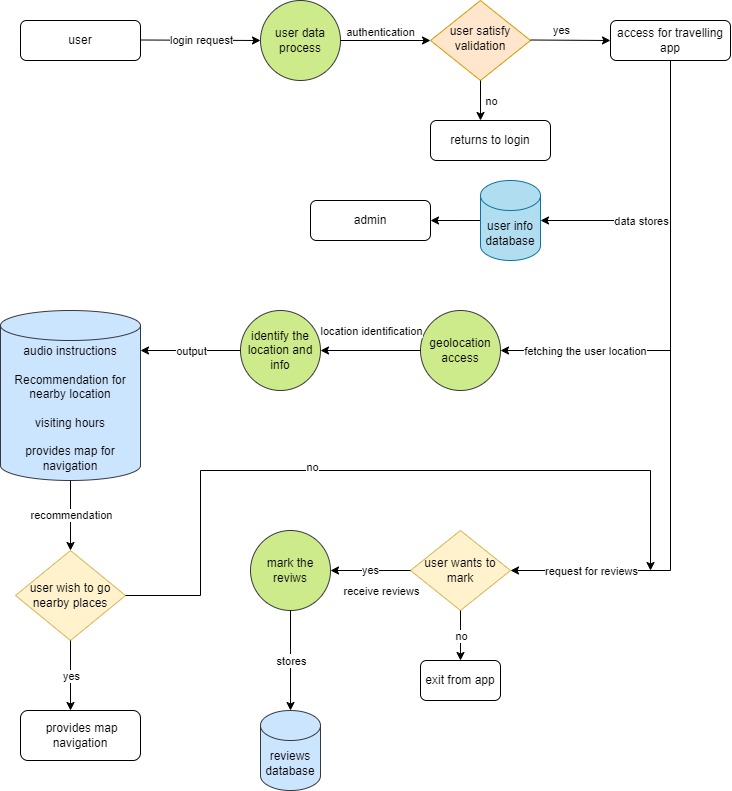 user
login request
user data
process
authentication
user satisfy
validation
yes
access for travelling
app
no
returns to login
admin
user info
database
data stores
audio instructions
Recommendation for
nearby location
visiting hours
provides map for
navigation
output
identify the
location and
info
location identification
geolocation
access
fetching the user location
no
recommendation
user wish to go
nearby places
mark the
reviws
yes
receive reviews
user wants to
mark
request for reviews
no
stores
exit from app
yes
provides map
navigation
reviews
database